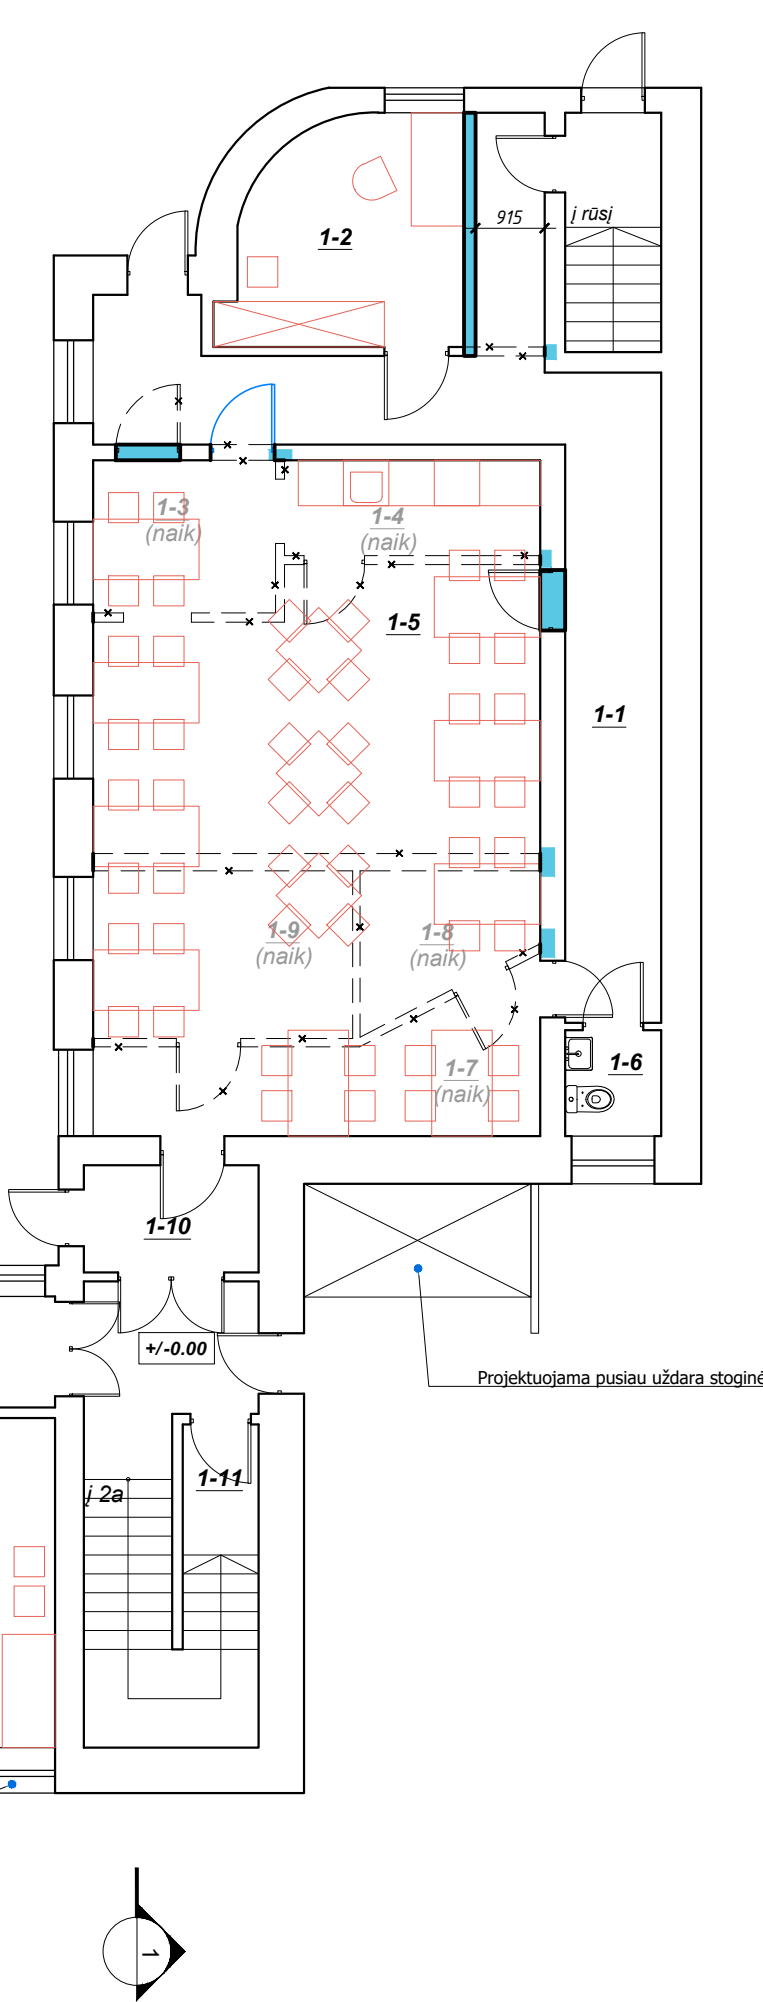 915
į rūsį
1-2
1-3
(naik)
1-4
(naik)
1-5
1-1
1-9
(naik)
1-8
(naik)
1-6
1-7
(naik)
1-10
+/-0.00
Projektuojama pusiau uždara stoginė
1-11
į 2a
1